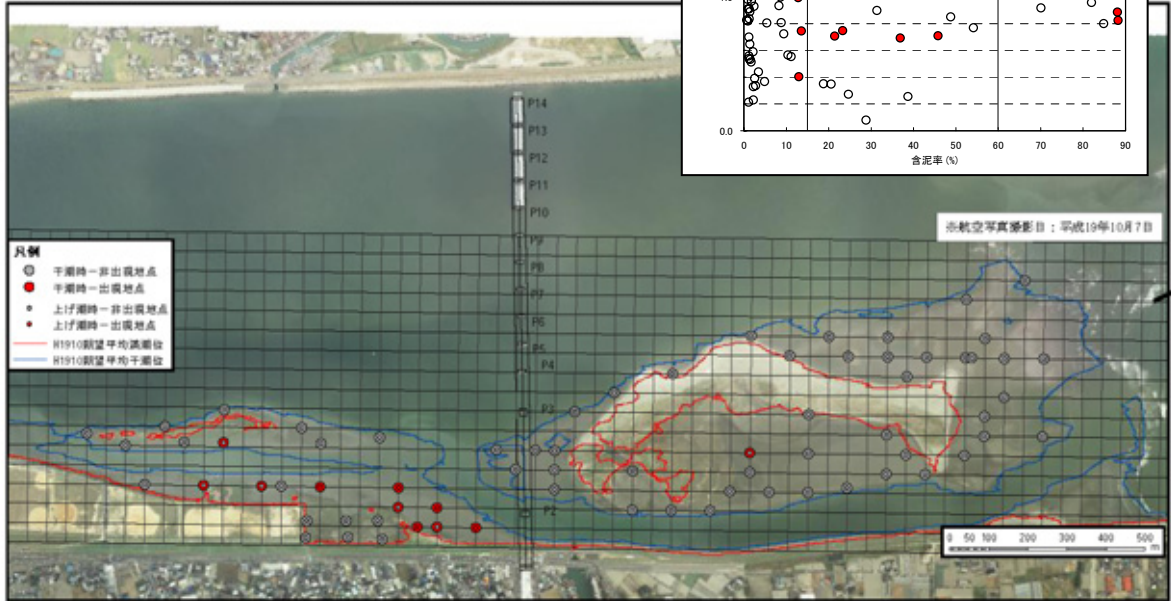 0.0
0 10 20 30 40 50 60 70 80 90
含泥率(%)
P14
P13
P12
P11
P10
P9
P8
P7
P6
P5
P4
P3
P2
※航空写真撮影日：平成19年10月7日
凡例
干潮時－非出現地点
干潮時－出現地点
上げ潮時－非出現地点
上げ潮時－出現地点
H1910朔望平均満潮位
H1910朔望平均干潮位
0 50 100 200 300 400 500
m